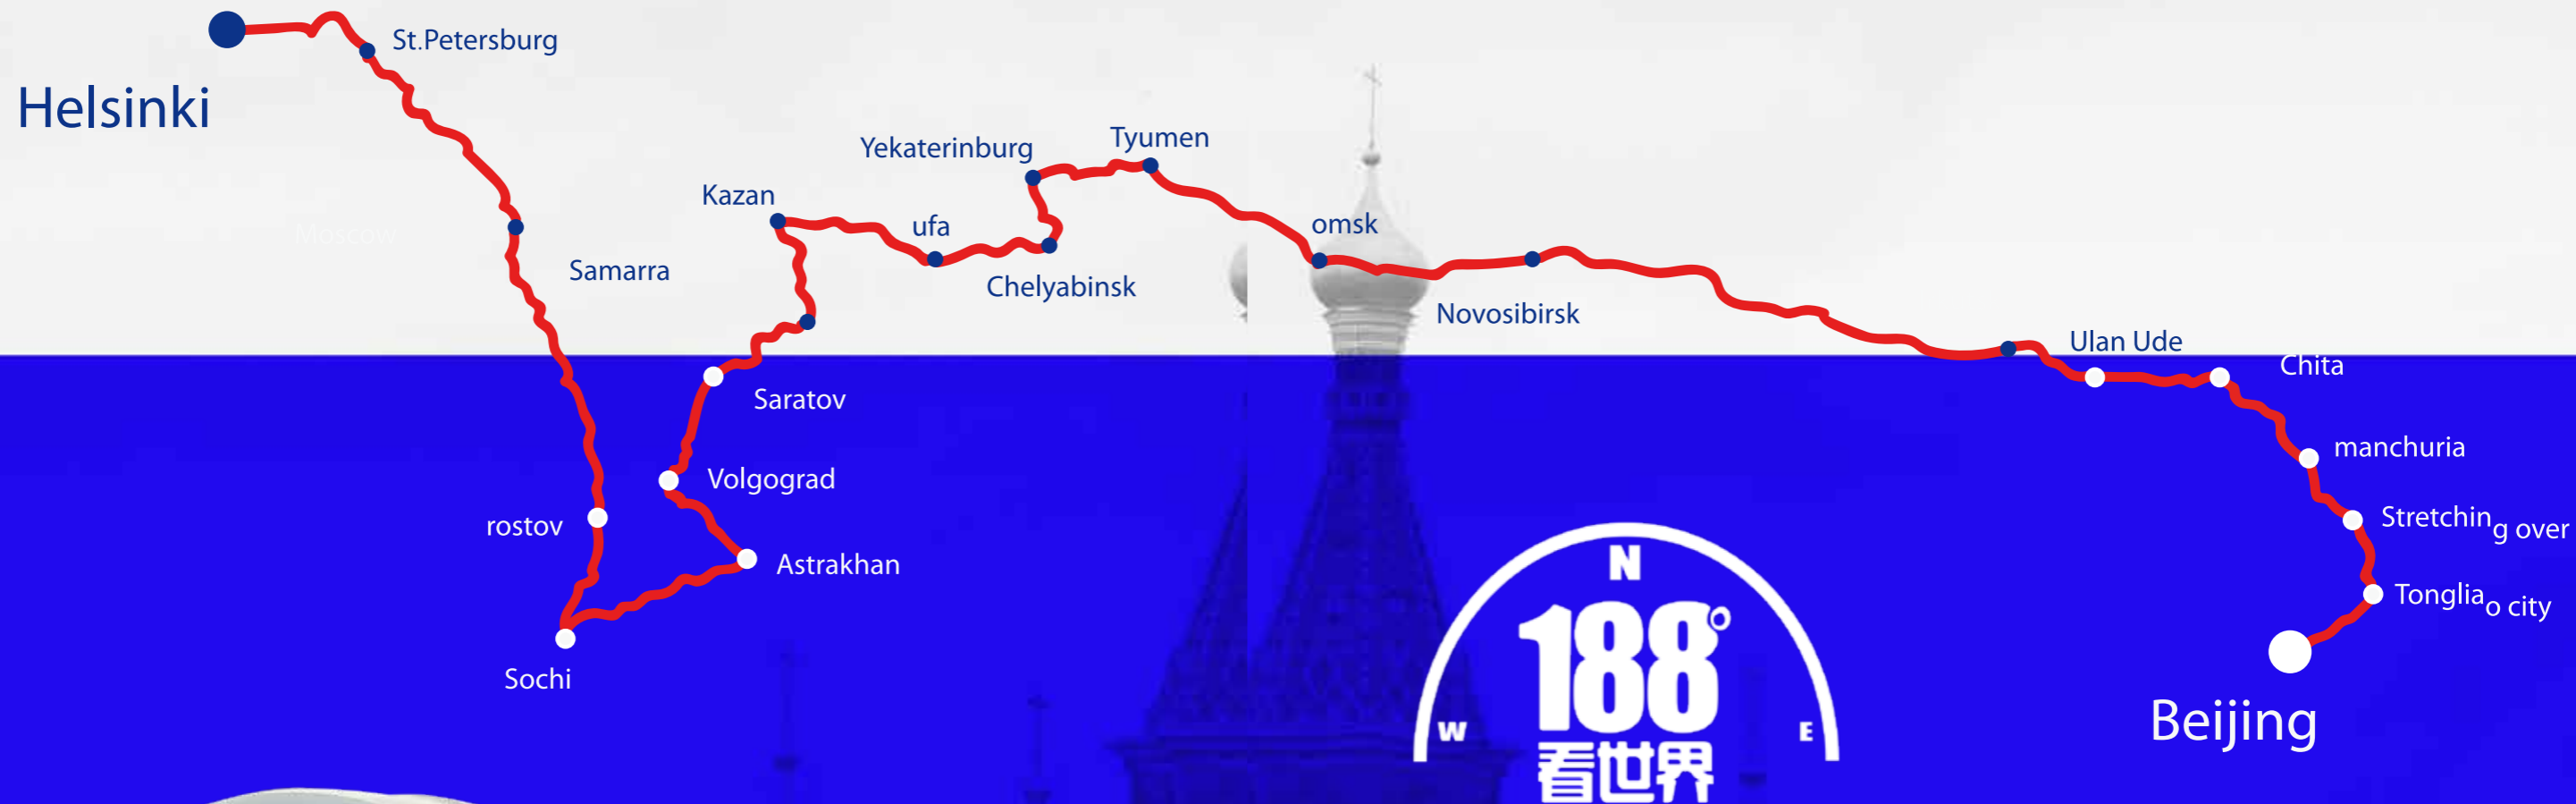 St.Petersburg
Helsinki
Moscow
Samarra
Kazan
ufa
Yekaterinburg
Chelyabinsk
Tyumen
omsk
Novosibirsk
Ulan Ude
Chita
manchuria
Stretching over
Tongliao city
Beijing
Saratov
Volgograd
rostov
Astrakhan
Sochi
N
188°
W
E
看世界